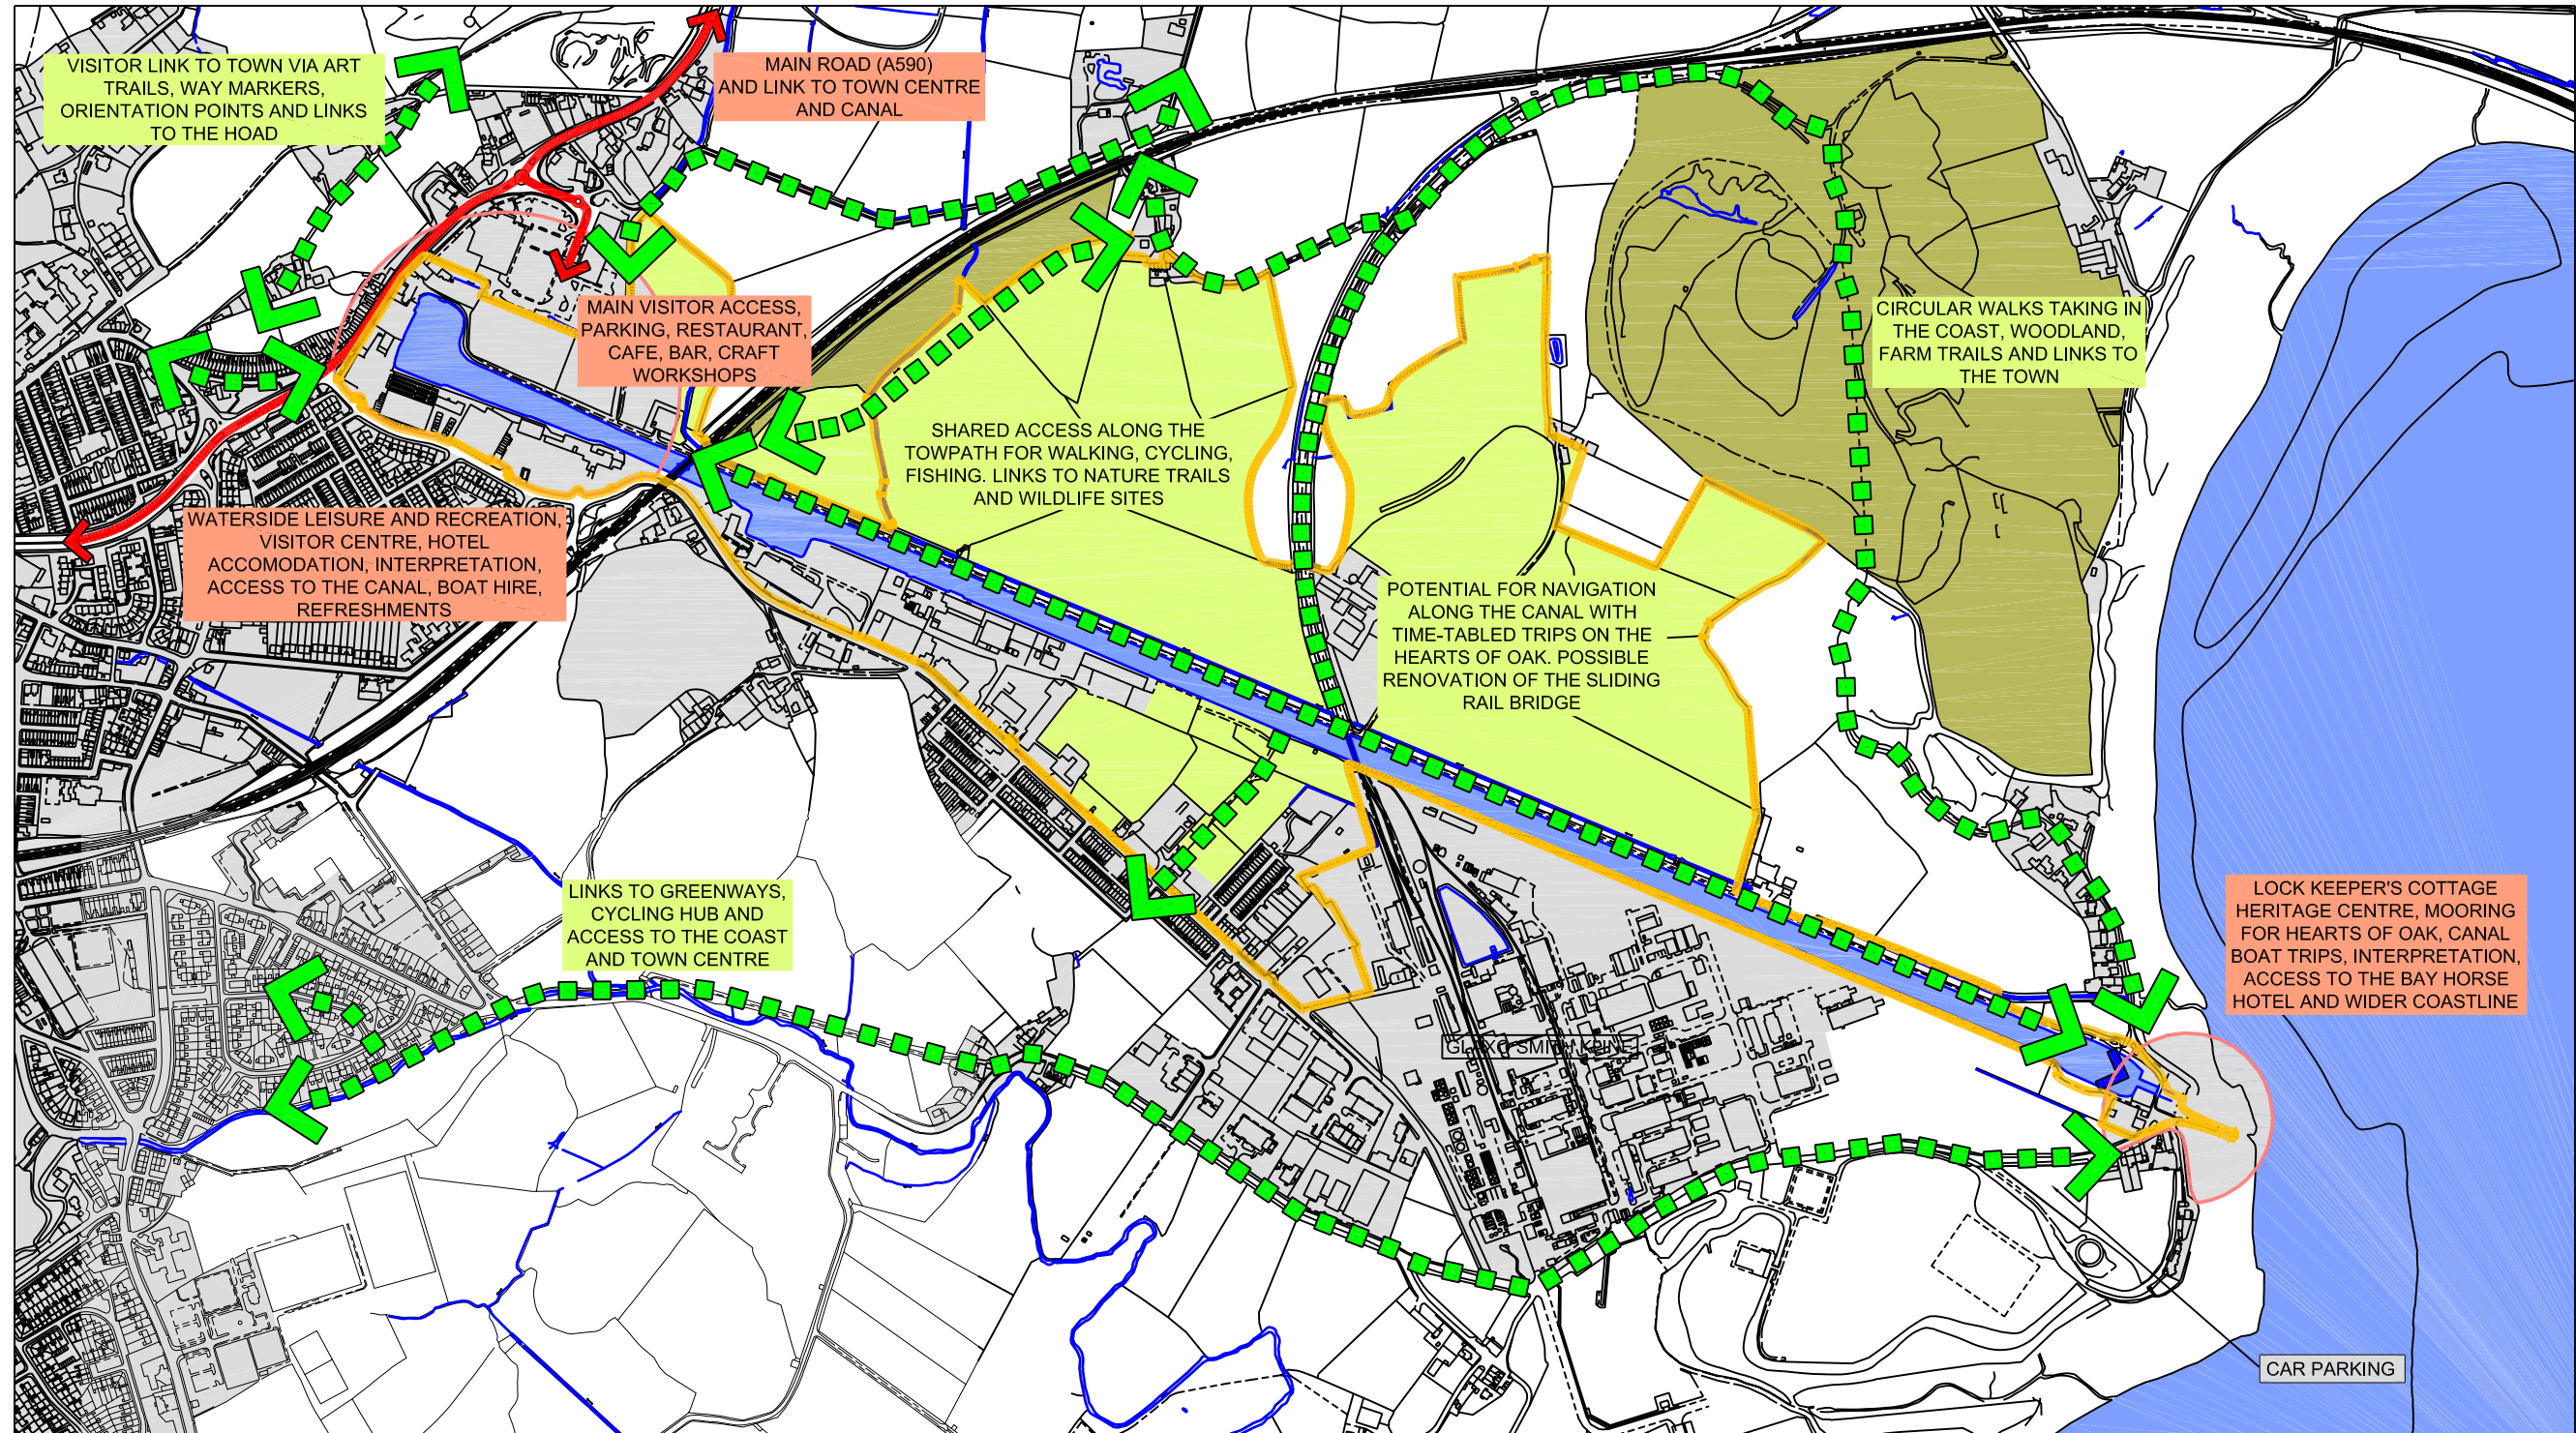 VISITOR LINK TO TOWN VIA ART
TRAILS, WAY MARKERS,
ORIENTATION POINTS AND LINKS
TO THE HOAD
MAIN ROAD (A590)
AND LINK TO TOWN CENTRE
AND CANAL
MAIN VISITOR ACCESS,
PARKING, RESTAURANT,
CAFE, BAR, CRAFT
WORKSHOPS
CIRCULAR WALKS TAKING IN
THE COAST, WOODLAND,
FARM TRAILS AND LINKS TO
THE TOWN
SHARED ACCESS ALONG THE
TOWPATH FOR WALKING, CYCLING,
FISHING. LINKS TO NATURE TRAILS
AND WILDLIFE SITES
WATERSIDE LEISURE AND RECREATION,
VISITOR CENTRE, HOTEL
ACCOMODATION, INTERPRETATION,
ACCESS TO THE CANAL, BOAT HIRE,
REFRESHMENTS
POTENTIAL FOR NAVIGATION
ALONG THE CANAL WITH
TIME-TABLED TRIPS ON THE
HEARTS OF OAK. POSSIBLE
RENOVATION OF THE SLIDING
RAIL BRIDGE
LINKS TO GREENWAYS,
CYCLING HUB AND
ACCESS TO THE COAST
AND TOWN CENTRE
LOCK KEEPER'S COTTAGE
HERITAGE CENTRE, MOORING
FOR HEARTS OF OAK, CANAL
BOAT TRIPS, INTERPRETATION,
ACCESS TO THE BAY HORSE
HOTEL AND WIDER COASTLINE
GLAXO SMITH KLINE
CAR PARKING